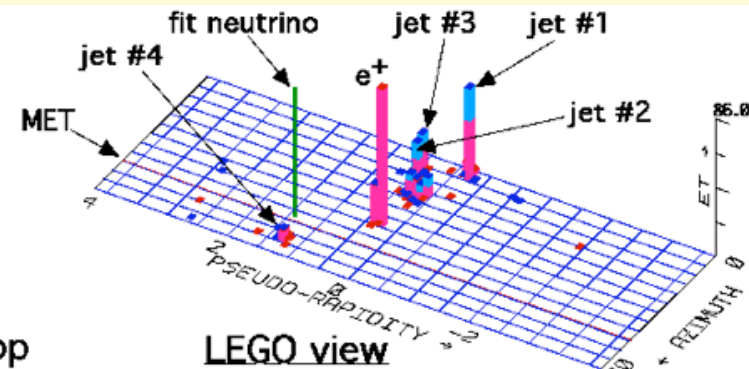 fit neutrino
jet #3
jet #1
jet #4
e+
jet #2
MET
86.0
ET
4
2
0
-2
PSEUDO-RAPIDITY
0
AZIMUTH
op
LEGO view